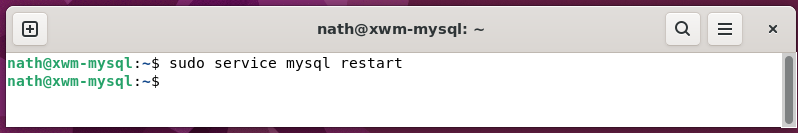 nath@xwm-mysql: ~
nath@xwm-mysql:~$ sudo service mysql restart
nath@xwm-mysql:~$